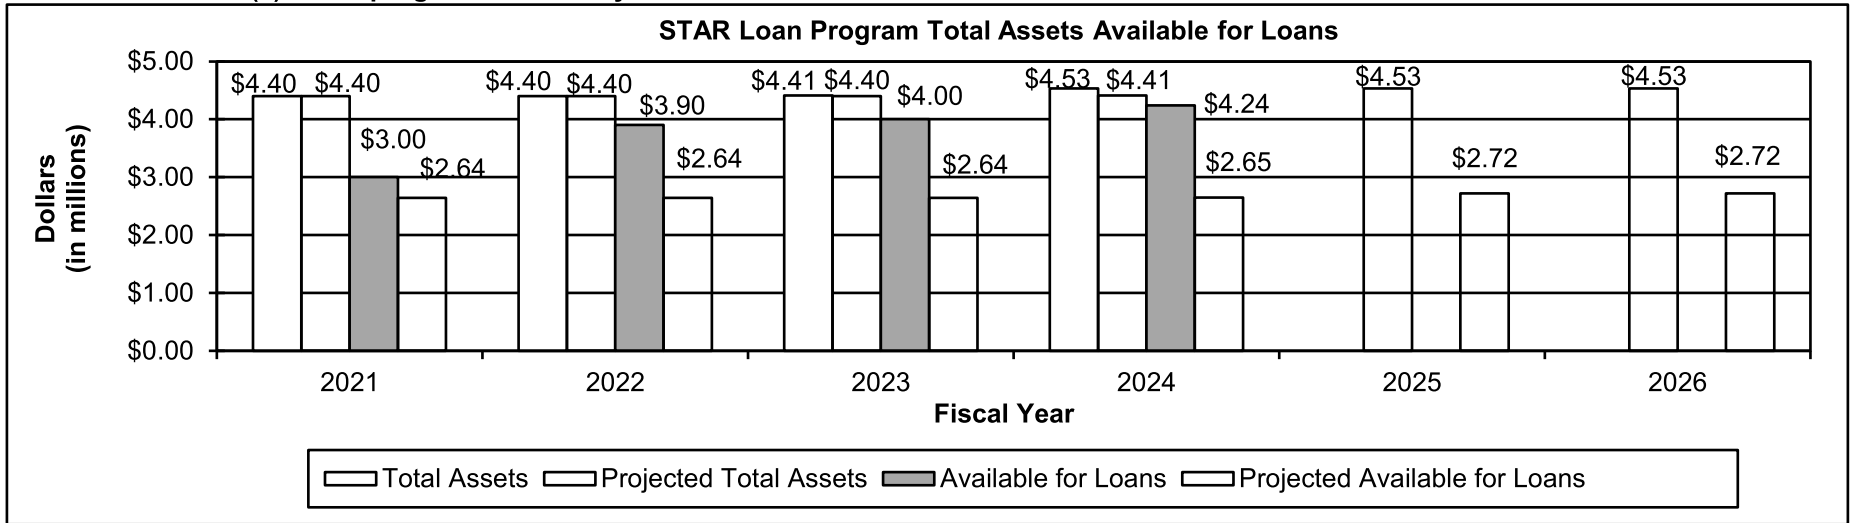 STAR Loan Program Total Assets Available for Loans
$5.00
$4.00
$3.00
$2.00
$1.00
$0.00
Dollars
(in millions)
$4.40 $4.40 $3.00 $2.64
$4.40 $4.40 $3.90 $2.64
$4.41 $4.40 $4.00 $2.64
$4.53 $4.41 $4.24 $2.65
$4.53 $2.72
$4.53 $2.72
2021 2022 2023 2024 2025 2026
Fiscal Year
Total Assets Projected Total Assets Available for Loans Projected Available for Loans